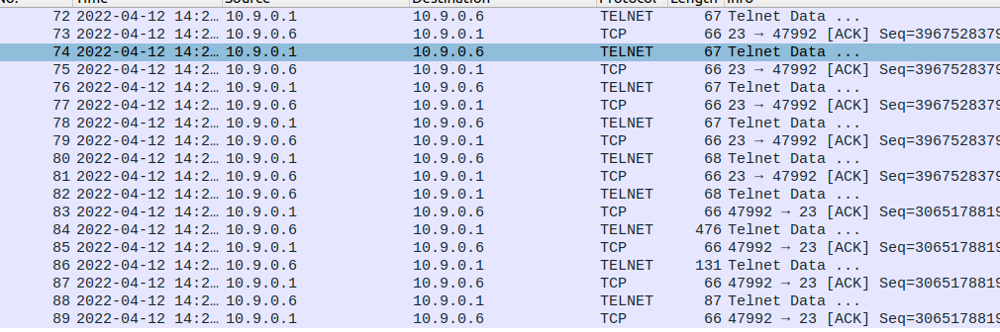 No. Time Source Destination Protocol Length Info
72 2022-04-12 14:2… 10.9.0.1 10.9.0.6 TELNET 67 Telnet Data ...
73 2022-04-12 14:2… 10.9.0.6 10.9.0.1 TCP 66 23 → 47992 [ACK] Seq=3967528379
74 2022-04-12 14:2… 10.9.0.1 10.9.0.6 TELNET 67 Telnet Data ...
75 2022-04-12 14:2… 10.9.0.6 10.9.0.1 TCP 66 23 → 47992 [ACK] Seq=3967528379
76 2022-04-12 14:2… 10.9.0.1 10.9.0.6 TELNET 67 Telnet Data ...
77 2022-04-12 14:2… 10.9.0.6 10.9.0.1 TCP 66 23 → 47992 [ACK] Seq=3967528379
78 2022-04-12 14:2… 10.9.0.1 10.9.0.6 TELNET 67 Telnet Data ...
79 2022-04-12 14:2… 10.9.0.6 10.9.0.1 TCP 66 23 → 47992 [ACK] Seq=3967528379
80 2022-04-12 14:2… 10.9.0.1 10.9.0.6 TELNET 68 Telnet Data ...
81 2022-04-12 14:2… 10.9.0.6 10.9.0.1 TCP 66 23 → 47992 [ACK] Seq=3967528379
82 2022-04-12 14:2… 10.9.0.6 10.9.0.1 TELNET 68 Telnet Data ...
83 2022-04-12 14:2… 10.9.0.1 10.9.0.6 TCP 66 47992 → 23 [ACK] Seq=3065178819
84 2022-04-12 14:2… 10.9.0.6 10.9.0.1 TELNET 476 Telnet Data ...
85 2022-04-12 14:2… 10.9.0.1 10.9.0.6 TCP 66 47992 → 23 [ACK] Seq=3065178819
86 2022-04-12 14:2… 10.9.0.6 10.9.0.1 TELNET 131 Telnet Data ...
87 2022-04-12 14:2… 10.9.0.1 10.9.0.6 TCP 66 47992 → 23 [ACK] Seq=3065178819
88 2022-04-12 14:2… 10.9.0.6 10.9.0.1 TELNET 87 Telnet Data ...
89 2022-04-12 14:2… 10.9.0.1 10.9.0.6 TCP 66 47992 → 23 [ACK] Seq=3065178819